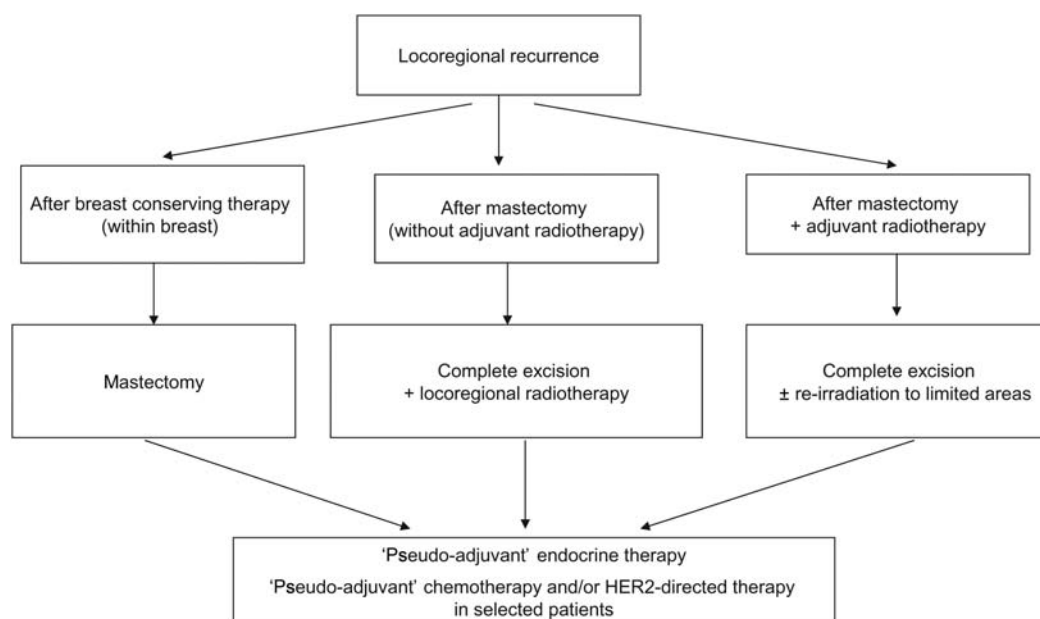 Locoregional recurrence
After breast conserving therapy
(within breast)
After mastectomy
(without adjuvant radiotherapy)
After mastectomy
+ adjuvant radiotherapy
Mastectomy
Complete excision
+ locoregional radiotherapy
Complete excision
± re-irradiation to limited areas
‘Pseudo-adjuvant’ endocrine therapy
‘Pseudo-adjuvant’ chemotherapy and/or HER2-directed therapy
in selected patients